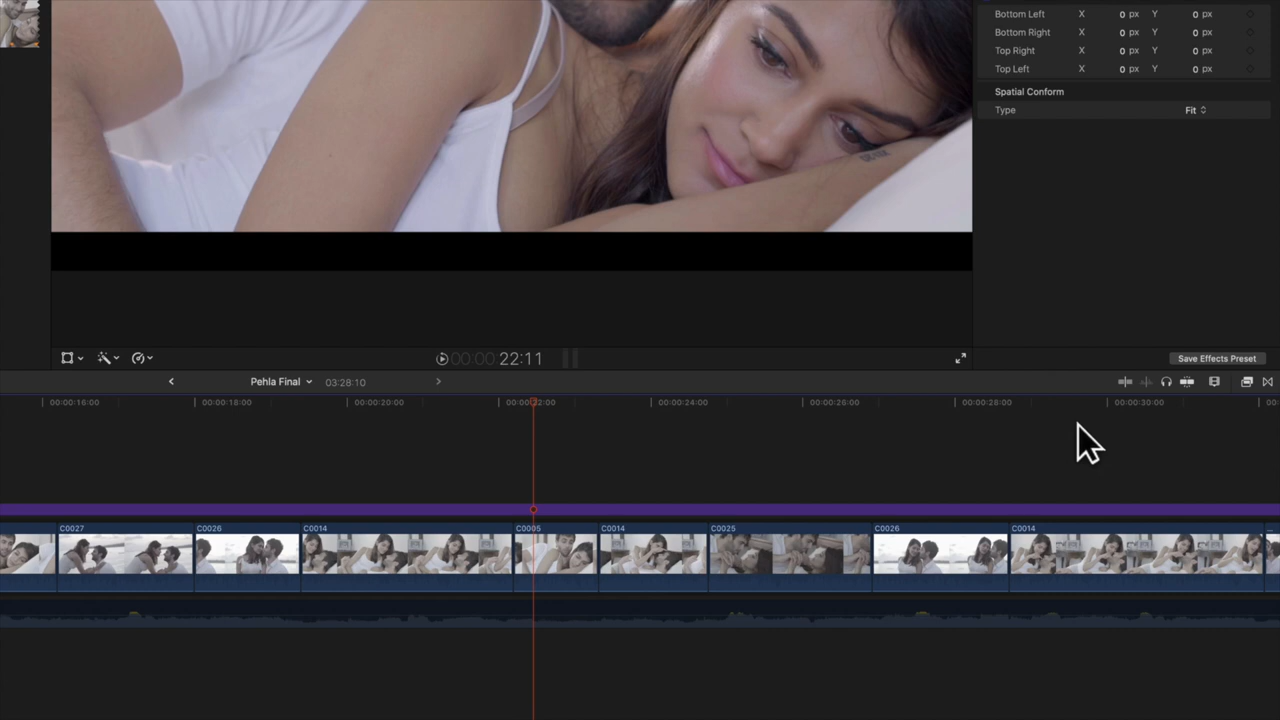 Bottom Left X 0 px Y 0 px
Bottom Right X 0 px Y 0 px
Top Right X 0 px Y 0 px
Top Left X 0 px Y 0 px
Spatial Conform
Type Fit
00:00:22:11
Save Effects Preset
Pehla Final 03:28:10
00:00:16:00 00:00:18:00 00:00:20:00 00:00:22:00 00:00:24:00 00:00:26:00 00:00:28:00 00:00:30:00 00:
C0027 C0026 C0014 C0005 C0014 C0025 C0026 C0014